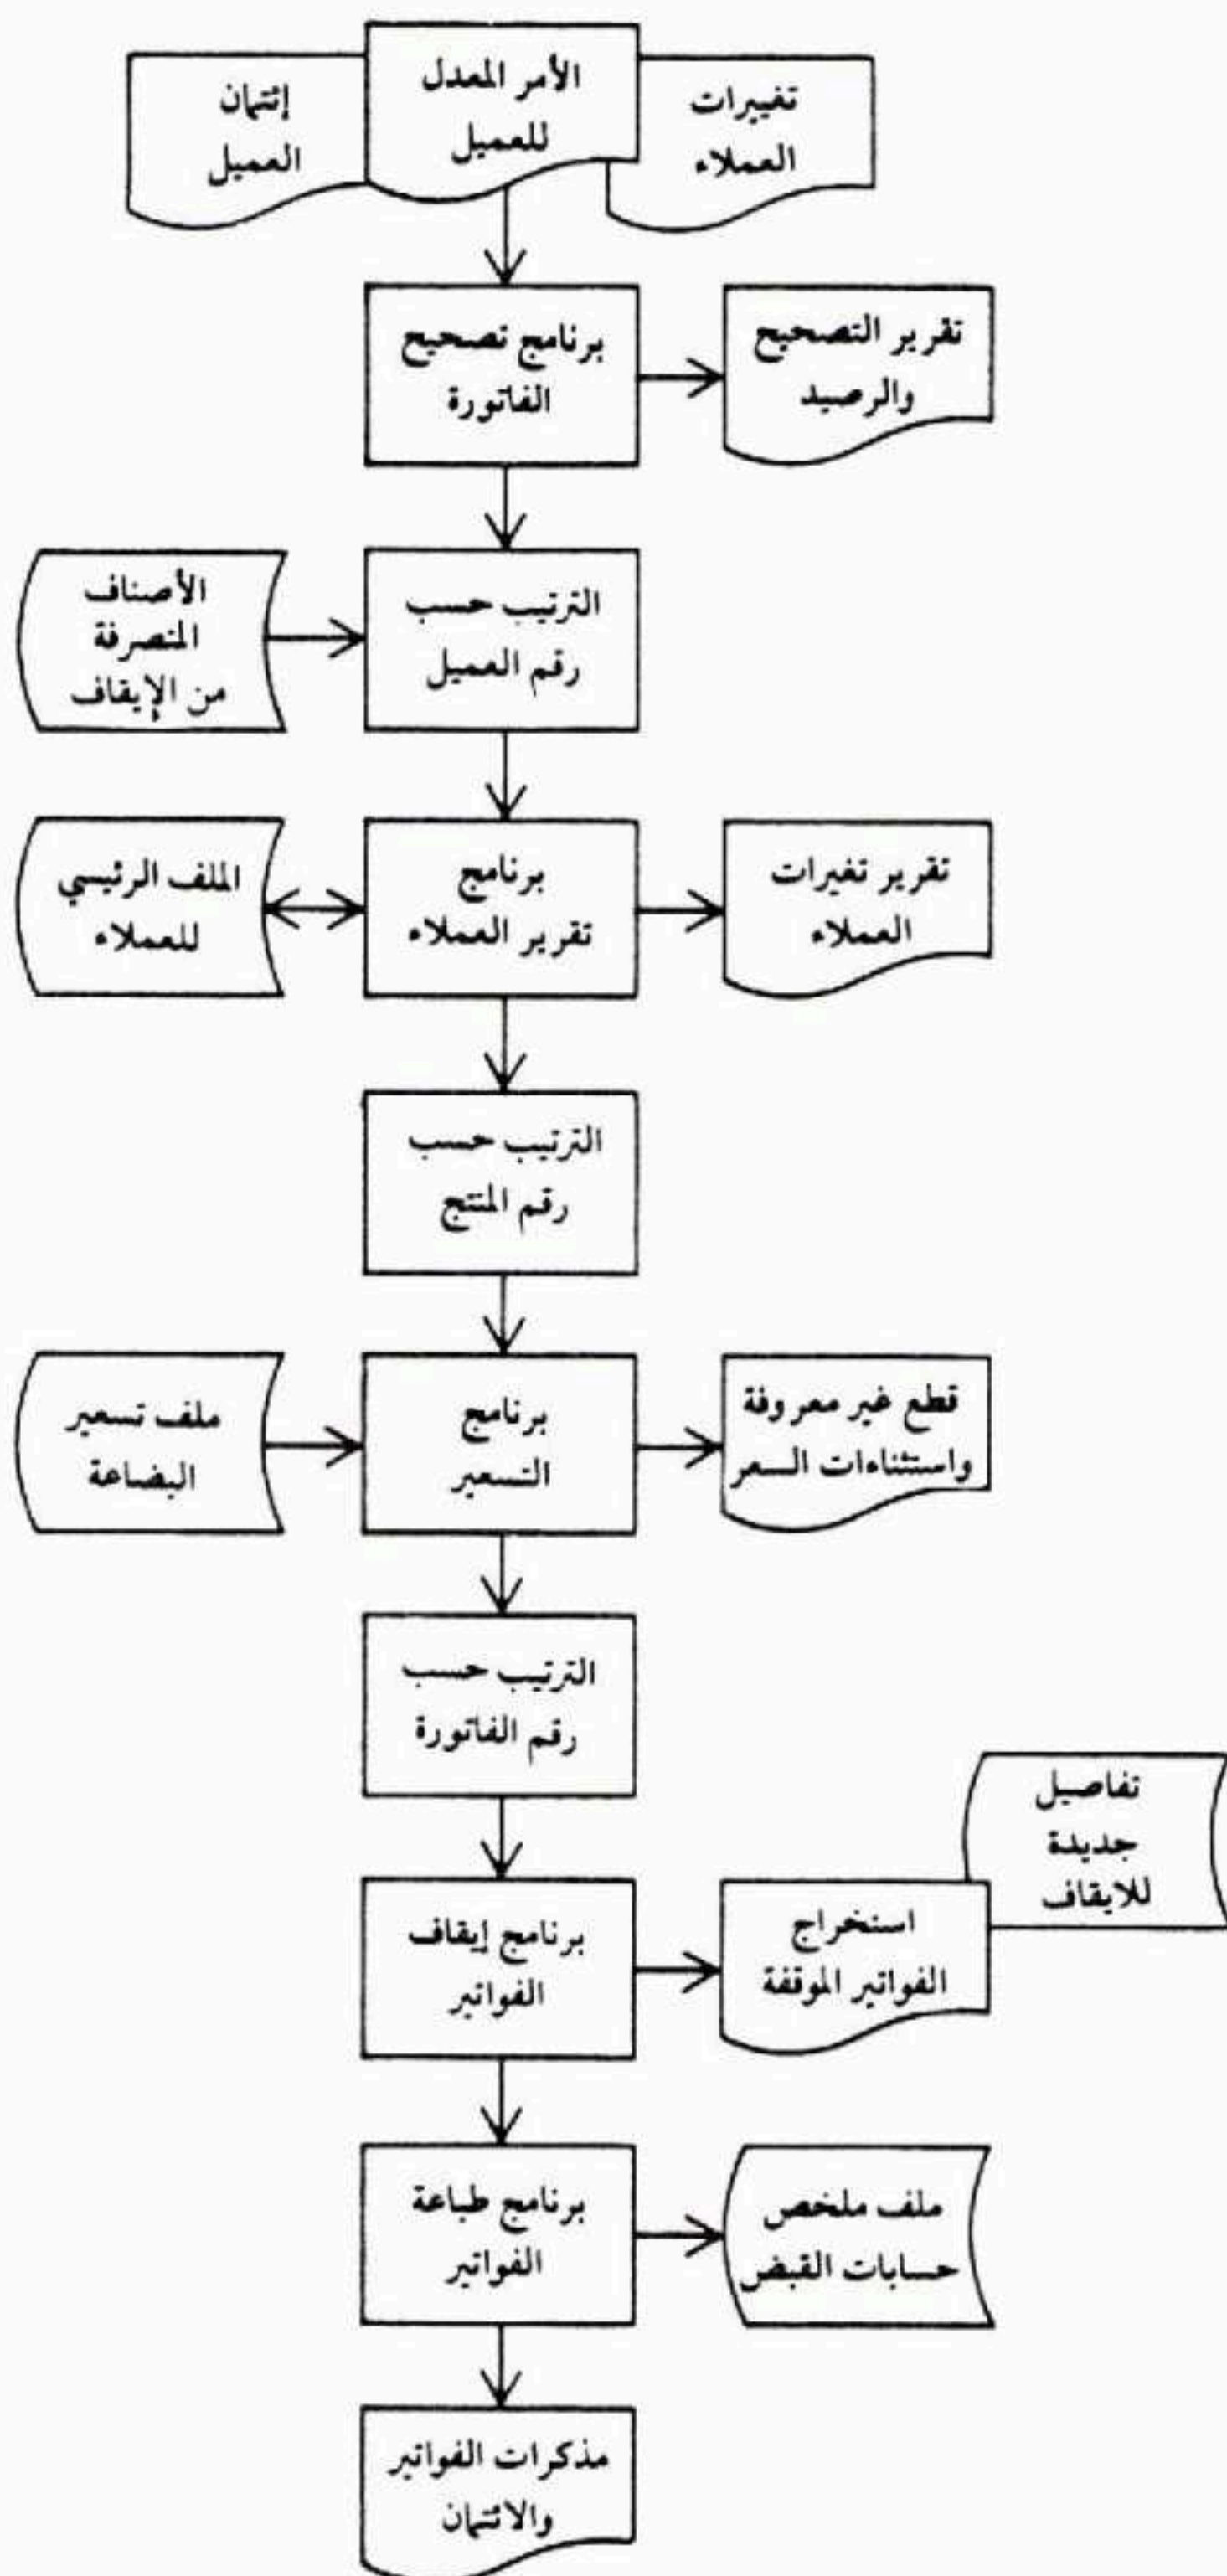 تغييرات
العملاء
الأمر المعدل
للعميل
إئتمان
العميل
برنامج تصحيح
الفاتورة
تقرير التصحيح
والرصيد
الترتيب حسب
رقم العميل
الأصناف
المنصرفة
من الإيقاف
برنامج
تقرير العملاء
تقرير تغيرات
العملاء
الملف الرئيسي
للعملاء
الترتيب حسب
رقم المنتج
برنامج
التسعير
قطع غير معروفة
واستثناءات السعر
ملف تسعير
البضاعة
الترتيب حسب
رقم الفاتورة
تفاصيل
جديدة
للايقاف
استخراج
الفواتير الموقفة
برنامج إيقاف
الفواتير
ملف ملخص
حسابات القبض
برنامج طباعة
الفواتير
مذكرات الفواتير
والائتمان